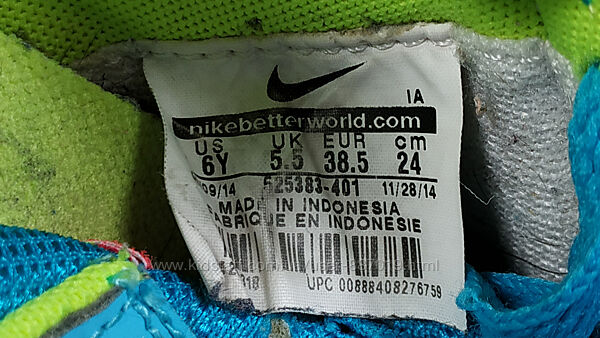 IA
nikebetterworld.com
US UK EUR cm
6Y 5.5 38.5 24
09/14 525383-401 11/28/14
MADE IN INDONESIA
FABRIQUE EN INDONESIE
UPC 00888408276759